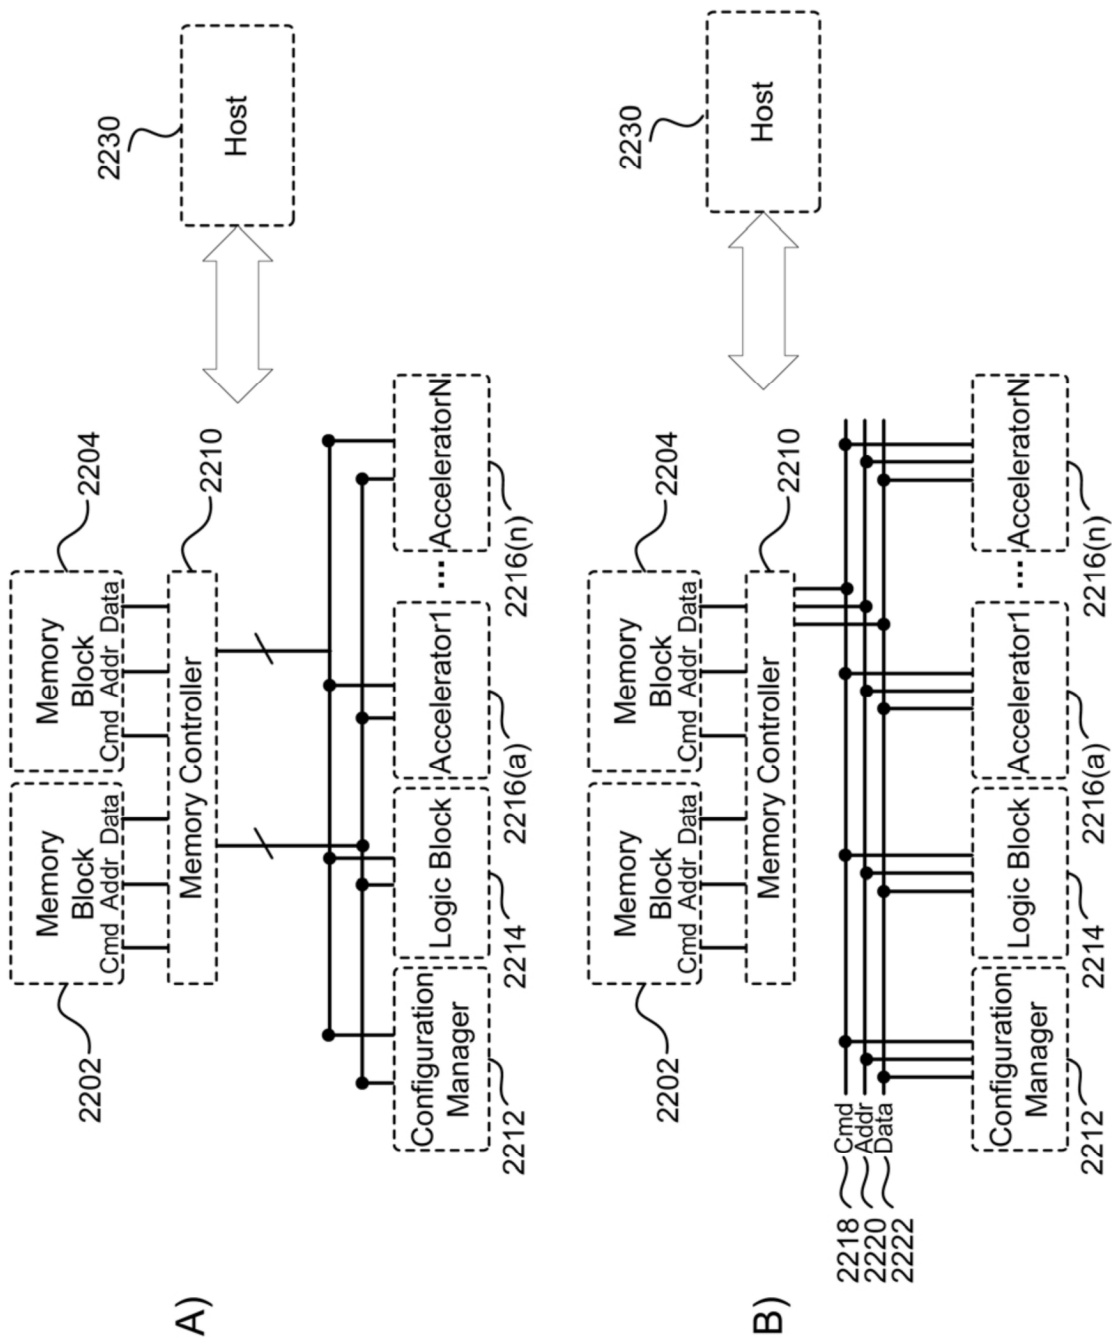 A)
2202
2204
Memory
Block
Cmd Addr Data
Memory
Block
Cmd Addr Data
Memory Controller
2210
2230
Host
Configuration
Manager
Logic Block
Accelerator1
...
AcceleratorN
2212
2214
2216(a)
2216(n)
B)
2202
2204
Memory
Block
Cmd Addr Data
Memory
Block
Cmd Addr Data
Memory Controller
2210
2230
Host
2218 Cmd
2220 Addr
2222 Data
Configuration
Manager
Logic Block
Accelerator1
...
AcceleratorN
2212
2214
2216(a)
2216(n)